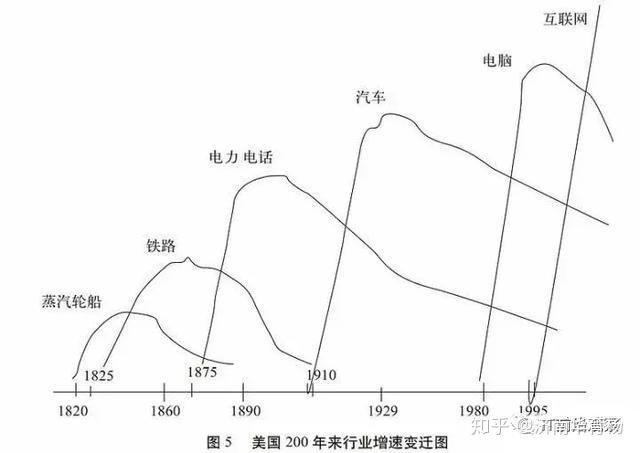 互联网
电脑
汽车
电力 电话
铁路
蒸汽轮船
1825
1875
1910
1820
1860
1890
1929
1980
1995
图 5 美国 200 年来行业增速变迁图
知乎